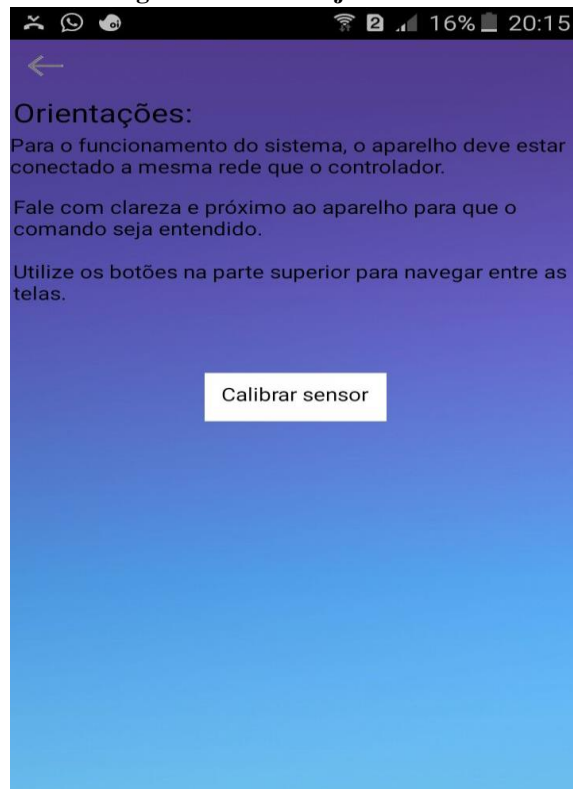 2 16% 20:15
Orientações:
Para o funcionamento do sistema, o aparelho deve estar
conectado a mesma rede que o controlador.
Fale com clareza e próximo ao aparelho para que o
comando seja entendido.
Utilize os botões na parte superior para navegar entre as
telas.
Calibrar sensor